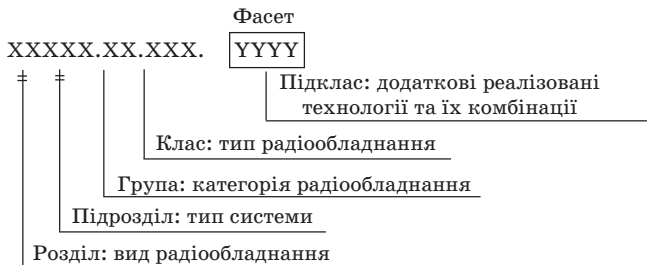 Фасет
XXXXX.XX.XXX. YYYY
Підклас: додаткові реалізовані
технології та їх комбінації
Клас: тип радіообладнання
Група: категорія радіообладнання
Підрозділ: тип системи
Розділ: вид радіообладнання